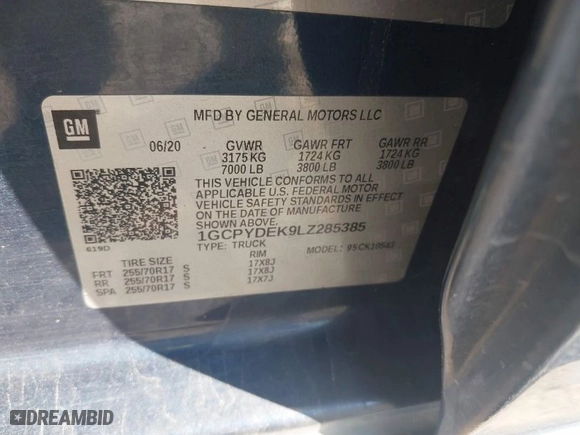 GM
MFD BY GENERAL MOTORS LLC
06/20 GVWR GAWR FRT GAWR RR
3175 KG 1724 KG 1724 KG
7000 LB 3800 LB 3800 LB
THIS VEHICLE CONFORMS TO ALL
APPLICABLE U.S. FEDERAL MOTOR
VEHICLE SAFETY STANDARDS IN EFFECT
ON THE DATE OF MANUFACTURE
SHOWN ABOVE.
1GCPYDEK9LZ285385
619D
TYPE: TRUCK MODEL:
TIRE SIZE RIM
FRT 255/70R17 S 17X8J
RR 255/70R17 S 17X8J
SPA 255/70R17 S 17X7J
DREAMBID